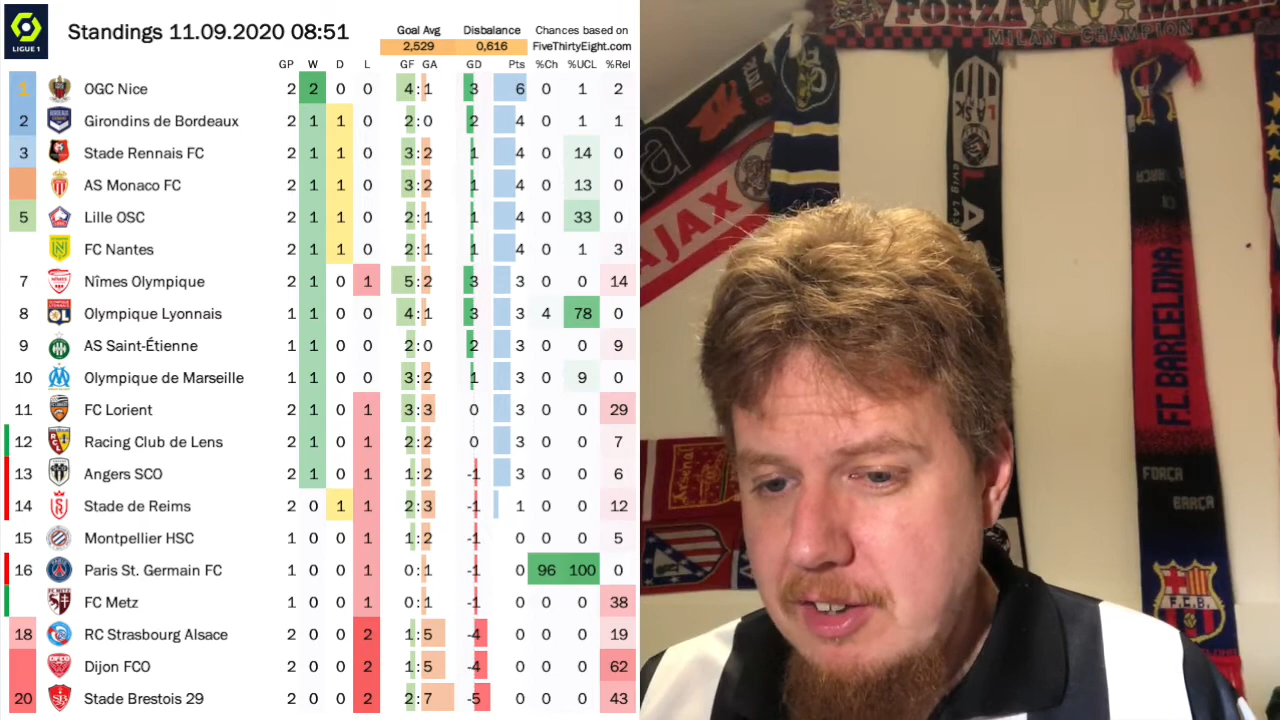 LIGUE 1
Standings 11.09.2020 08:51
Goal Avg Disbalance Chances based on
2,529 0,616 FiveThirtyEight.com
GP W D L GF GA GD Pts %Ch %UCL %Rel
1 OGC Nice 2 2 0 0 4:1 3 6 0 1 2
2 Girondins de Bordeaux 2 1 1 0 2:0 2 4 0 1 1
3 Stade Rennais FC 2 1 1 0 3:2 1 4 0 14 0
AS Monaco FC 2 1 1 0 3:2 1 4 0 13 0
5 Lille OSC 2 1 1 0 2:1 1 4 0 33 0
FC Nantes 2 1 1 0 2:1 1 4 0 1 3
7 Nîmes Olympique 2 1 0 1 5:2 3 3 0 0 14
8 Olympique Lyonnais 1 1 0 0 4:1 3 3 4 78 0
9 AS Saint-Étienne 1 1 0 0 2:0 2 3 0 0 9
10 Olympique de Marseille 1 1 0 0 3:2 1 3 0 9 0
11 FC Lorient 2 1 0 1 3:3 0 3 0 0 29
12 Racing Club de Lens 2 1 0 1 2:2 0 3 0 0 7
13 Angers SCO 2 1 0 1 1:2 -1 3 0 0 6
14 Stade de Reims 2 0 1 1 2:3 -1 1 0 0 12
15 Montpellier HSC 1 0 0 1 1:2 -1 0 0 0 5
16 Paris St. Germain FC 1 0 0 1 0:1 -1 0 96 100 0
FC Metz 1 0 0 1 0:1 -1 0 0 0 38
18 RC Strasbourg Alsace 2 0 0 2 1:5 -4 0 0 0 19
19 Dijon FCO 2 0 0 2 1:5 -4 0 0 0 62
20 Stade Brestois 29 2 0 0 2 2:7 -5 0 0 0 43
FORZA
MILAN CHAMPION
AJAX
LASK
FC.BARCELONA
FORÇA
BARÇA
F.C.B.
Arsenal